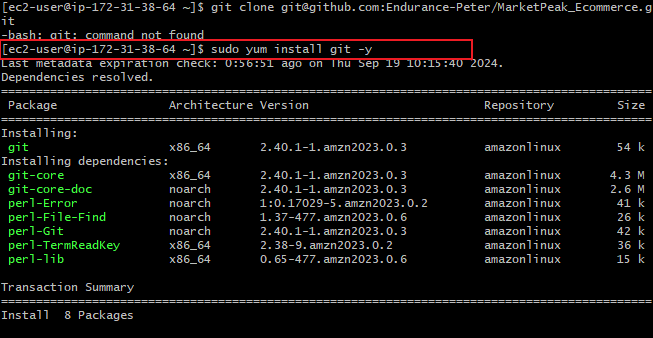 [ec2-user@ip-172-31-38-64 ~]$ git clone git@github.com:Endurance-Peter/MarketPeak_Ecommerce.g
it
-bash: git: command not found
[ec2-user@ip-172-31-38-64 ~]$ sudo yum install git -y
Last metadata expiration check: 0:56:51 ago on Thu Sep 19 10:15:40 2024.
Dependencies resolved.
================================================================================
Package Architecture Version Repository Size
================================================================================
Installing:
git x86_64 2.40.1-1.amzn2023.0.3 amazonlinux 54 k
Installing dependencies:
git-core x86_64 2.40.1-1.amzn2023.0.3 amazonlinux 4.3 M
git-core-doc noarch 2.40.1-1.amzn2023.0.3 amazonlinux 2.6 M
perl-Error noarch 1:0.17029-5.amzn2023.0.2 amazonlinux 41 k
perl-File-Find noarch 1.37-477.amzn2023.0.6 amazonlinux 26 k
perl-Git noarch 2.40.1-1.amzn2023.0.3 amazonlinux 42 k
perl-TermReadKey x86_64 2.38-9.amzn2023.0.2 amazonlinux 36 k
perl-lib x86_64 0.65-477.amzn2023.0.6 amazonlinux 15 k
Transaction Summary
================================================================================
Install 8 Packages